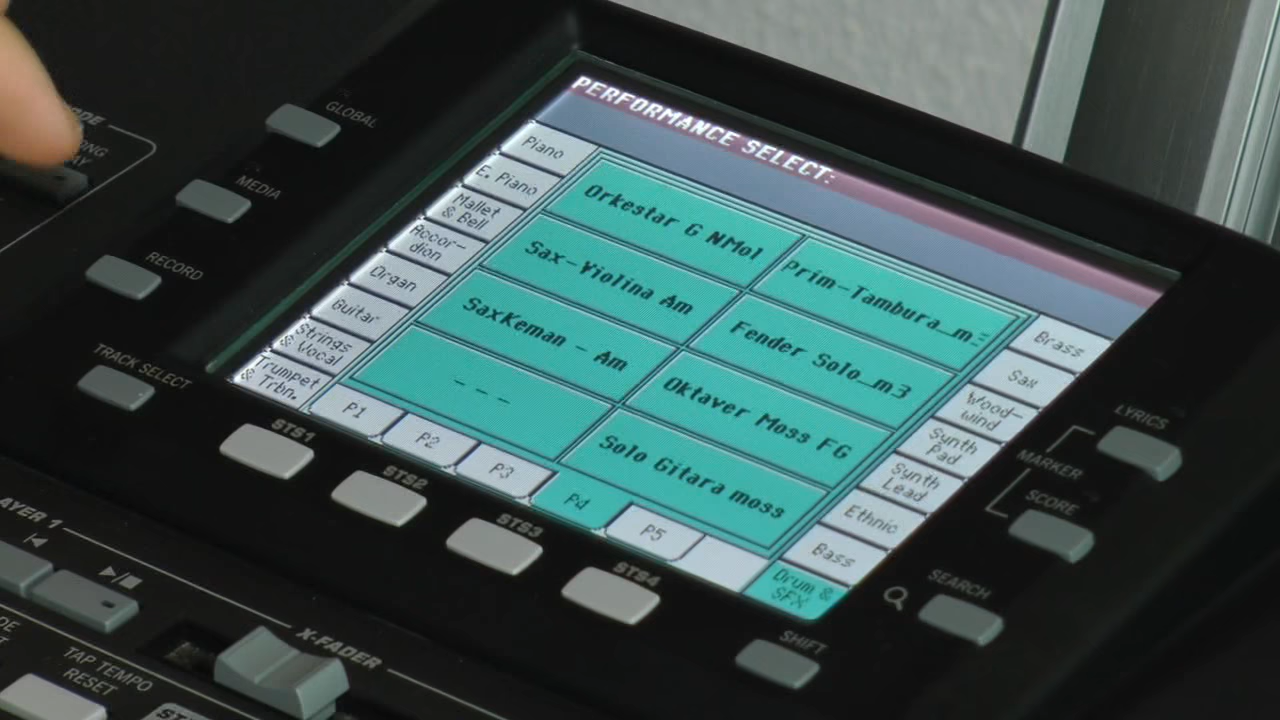 PERFORMANCE SELECT:
Piano
E. Piano
Mallet
& Bell
Accor-
dion
Organ
Guitar
Strings
& Vocal
Trumpet
& Trbn.
Orkestar G NMol
Sax-Violina Am
SaxKeman - Am
- - -
Prim-Tambura_m
Fender Solo_m3
Oktaver Moss FG
Solo Gitara moss
Brass
Sax
Wood-
wind
Synth
Pad
Synth
Lead
Ethnic
Bass
Drum &
SFX
P1
P2
P3
P4
P5
GLOBAL
MEDIA
RECORD
TRACK SELECT
STS1
STS2
STS3
STS4
LYRICS
MARKER
SCORE
SEARCH
SHIFT
X-FADER
TAP TEMPO
RESET